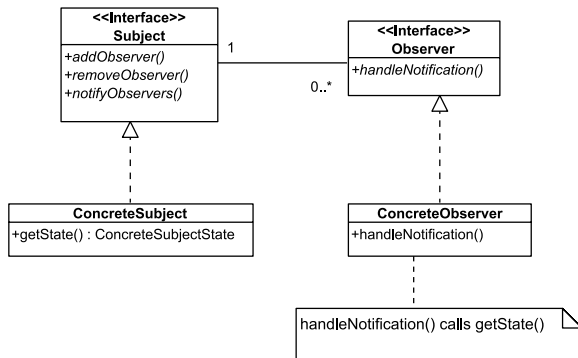 <<Interface>>
Subject
+addObserver()
+removeObserver()
+notifyObservers()
1
0..*
<<Interface>>
Observer
+handleNotification()
ConcreteSubject
+getState() : ConcreteSubjectState
ConcreteObserver
+handleNotification()
handleNotification() calls getState()